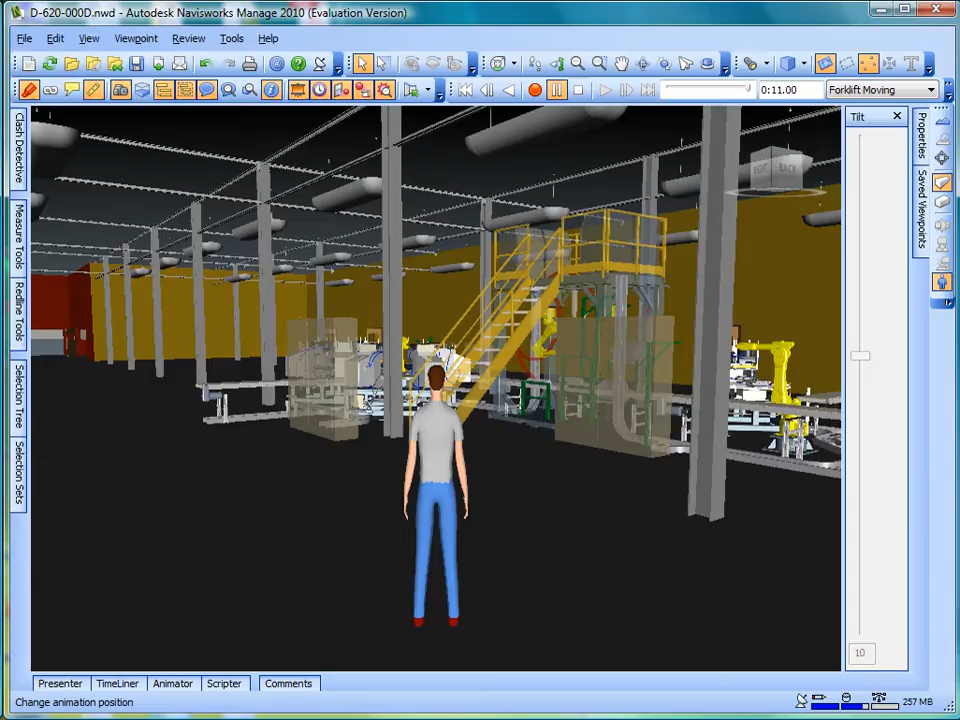 D-620-000D.nwd - Autodesk Navisworks Manage 2010 (Evaluation Version)
File Edit View Viewpoint Review Tools Help
0:11.00 Forklift Moving
Clash Detective
Measure Tools
Redline Tools
Selection Tree
Selection Sets
BACK
Tilt
10
Properties
Saved Viewpoints
Presenter TimeLiner Animator Scripter Comments
Change animation position
257 MB